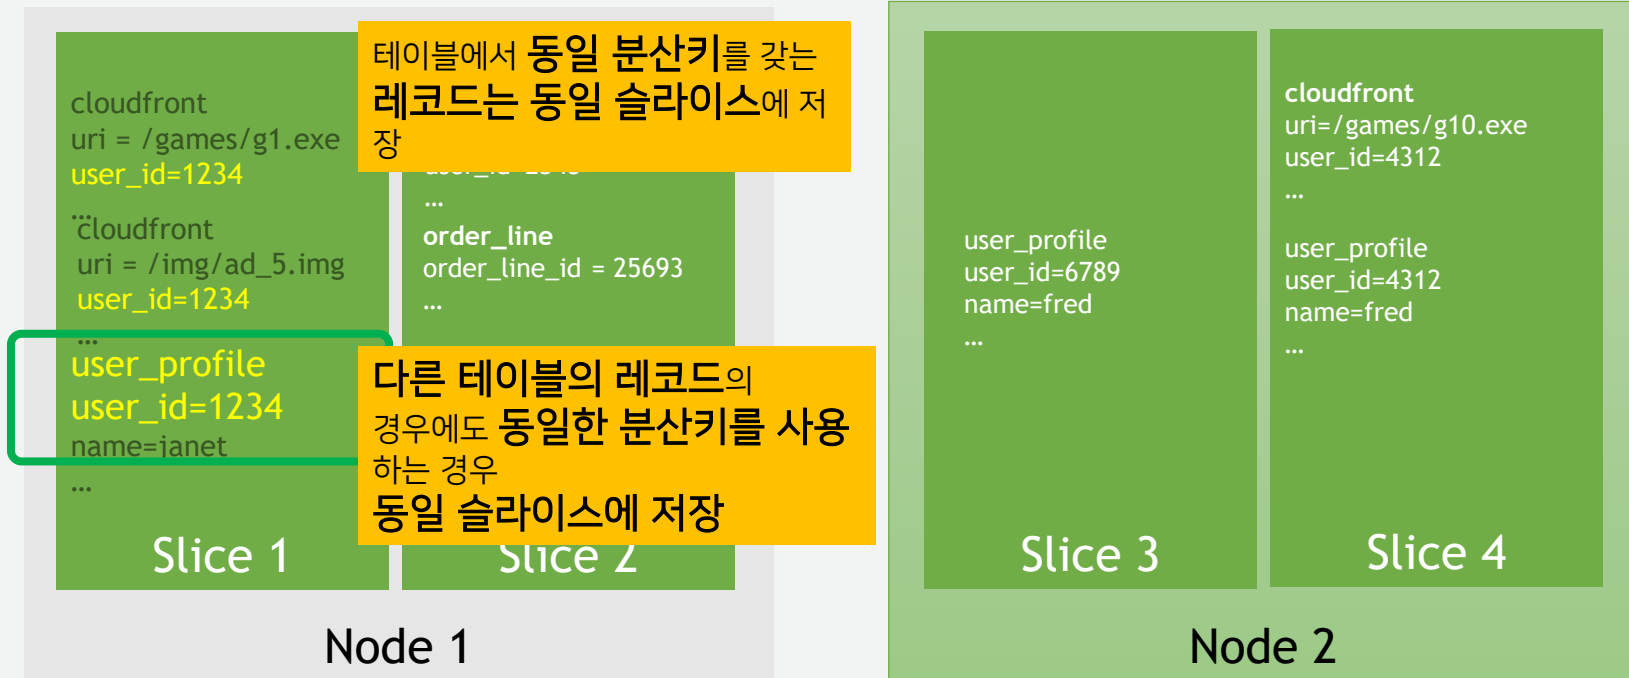 cloudfront
uri = /games/g1.exe
user_id=1234
…
cloudfront
uri = /img/ad_5.img
user_id=1234
…
user_profile
user_id=1234
name=janet
…
Slice 1
테이블에서 동일 분산키를 갖는
레코드는 동일 슬라이스에 저
장
…
order_line
order_line_id = 25693
…
다른 테이블의 레코드의
경우에도 동일한 분산키를 사용
하는 경우
동일 슬라이스에 저장
Slice 2
Node 1
user_profile
user_id=6789
name=fred
…
Slice 3
cloudfront
uri=/games/g10.exe
user_id=4312
…
user_profile
user_id=4312
name=fred
…
Slice 4
Node 2